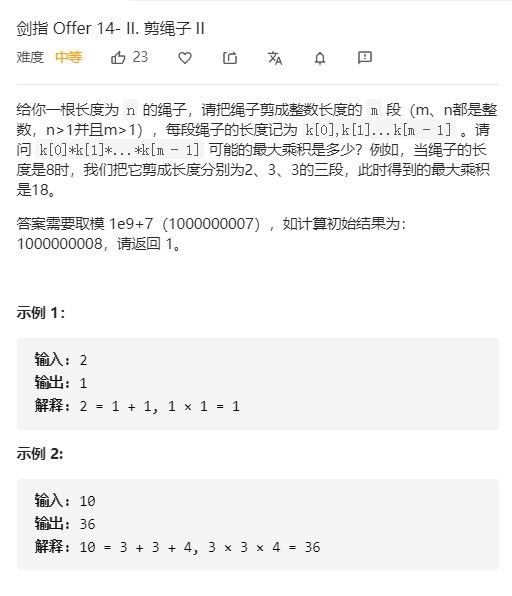 剑指 Offer 14- II. 剪绳子 II
难度 中等 23
给你一根长度为 n 的绳子，请把绳子剪成整数长度的 m 段（m、n都是整
数，n>1并且m>1），每段绳子的长度记为 k[0],k[1]...k[m - 1] 。请
问 k[0]*k[1]*...*k[m - 1] 可能的最大乘积是多少？例如，当绳子的长
度是8时，我们把它剪成长度分别为2、3、3的三段，此时得到的最大乘积
是18。
答案需要取模 1e9+7（1000000007），如计算初始结果为：
1000000008，请返回 1。
示例 1：
输入: 2
输出: 1
解释: 2 = 1 + 1, 1 × 1 = 1
示例 2:
输入: 10
输出: 36
解释: 10 = 3 + 3 + 4, 3 × 3 × 4 = 36